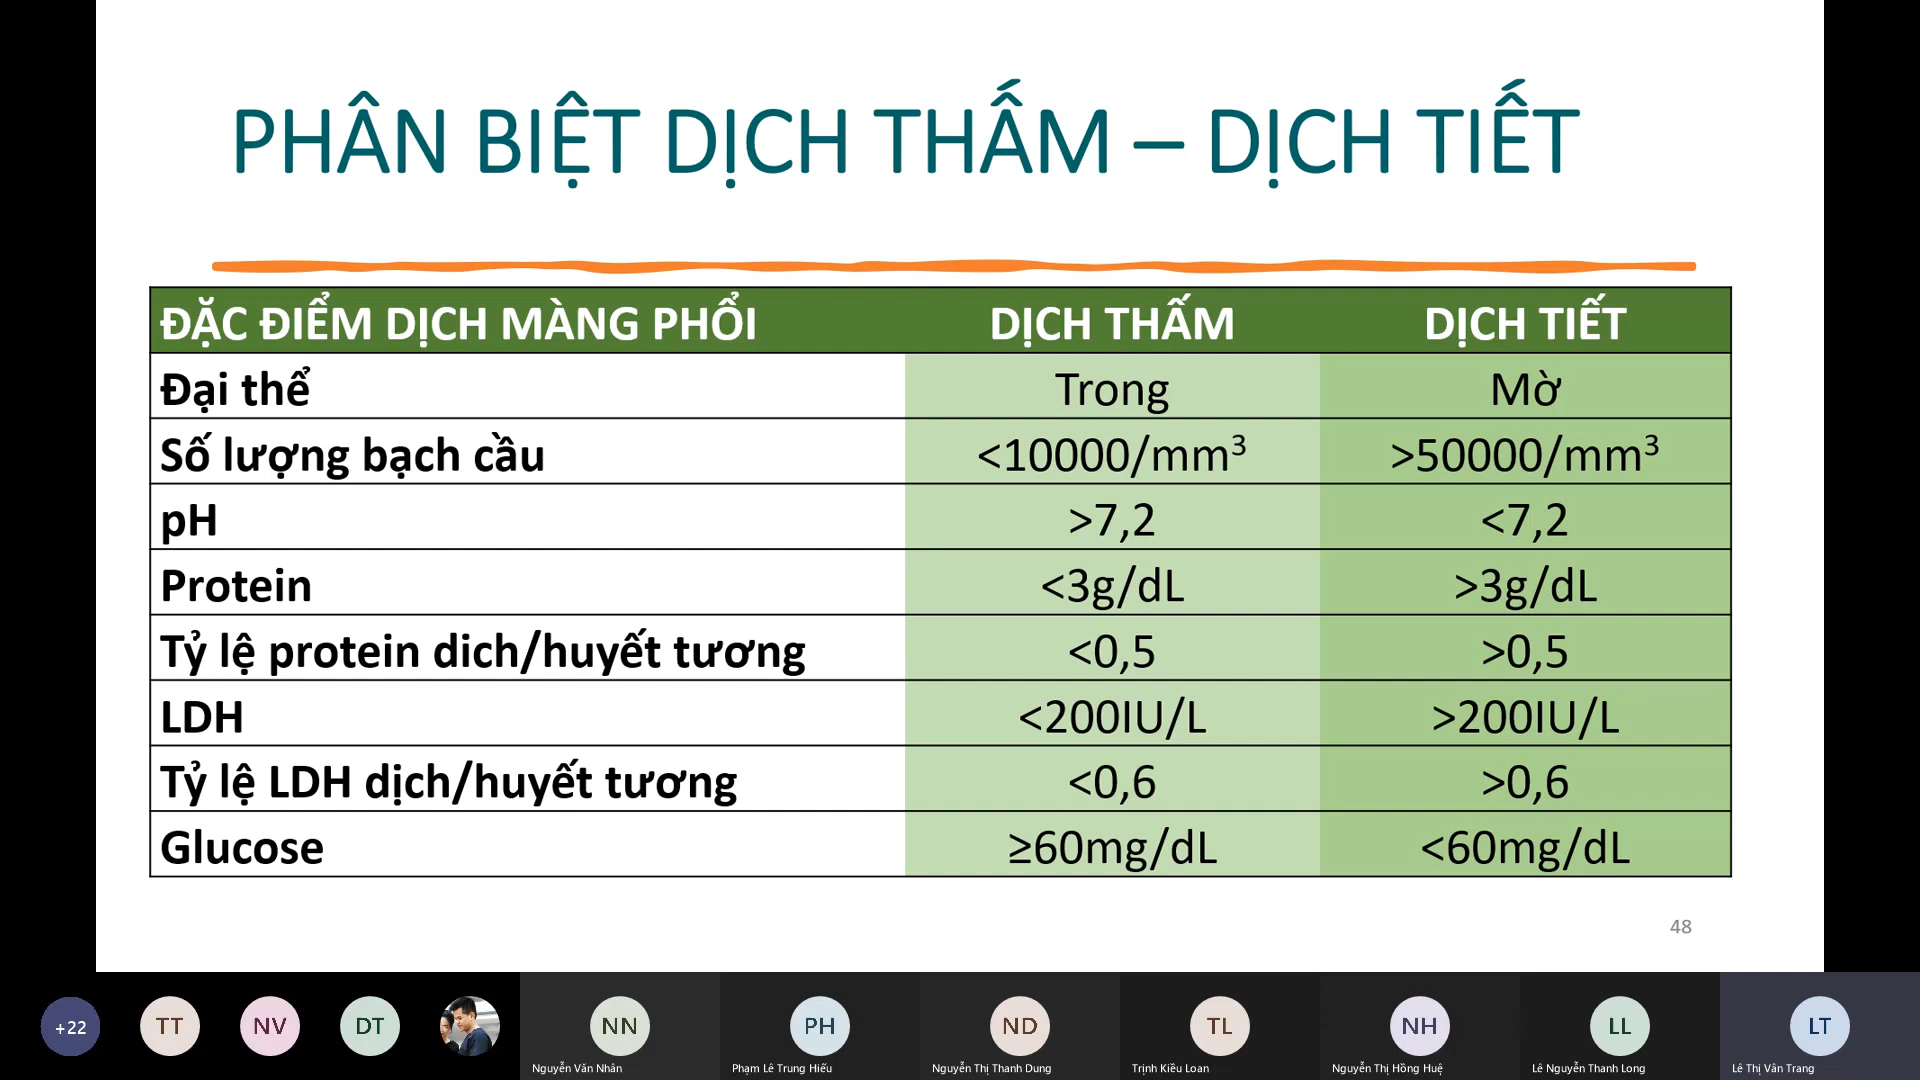 PHÂN BIỆT DỊCH THẤM – DỊCH TIẾT
ĐẶC ĐIỂM DỊCH MÀNG PHỔI DỊCH THẤM DỊCH TIẾT
Đại thể Trong Mờ
Số lượng bạch cầu <10000/mm³ >50000/mm³
pH >7,2 <7,2
Protein <3g/dL >3g/dL
Tỷ lệ protein dich/huyết tương <0,5 >0,5
LDH <200IU/L >200IU/L
Tỷ lệ LDH dịch/huyết tương <0,6 >0,6
Glucose ≥60mg/dL <60mg/dL
48
+22 TT NV DT NN PH ND TL NH LL LT
Nguyễn Văn Nhân Phạm Lê Trung Hiếu Nguyễn Thị Thanh Dung Trịnh Kiều Loan Nguyễn Thị Hồng Huệ Lê Nguyễn Thanh Long Lê Thị Vân Trang